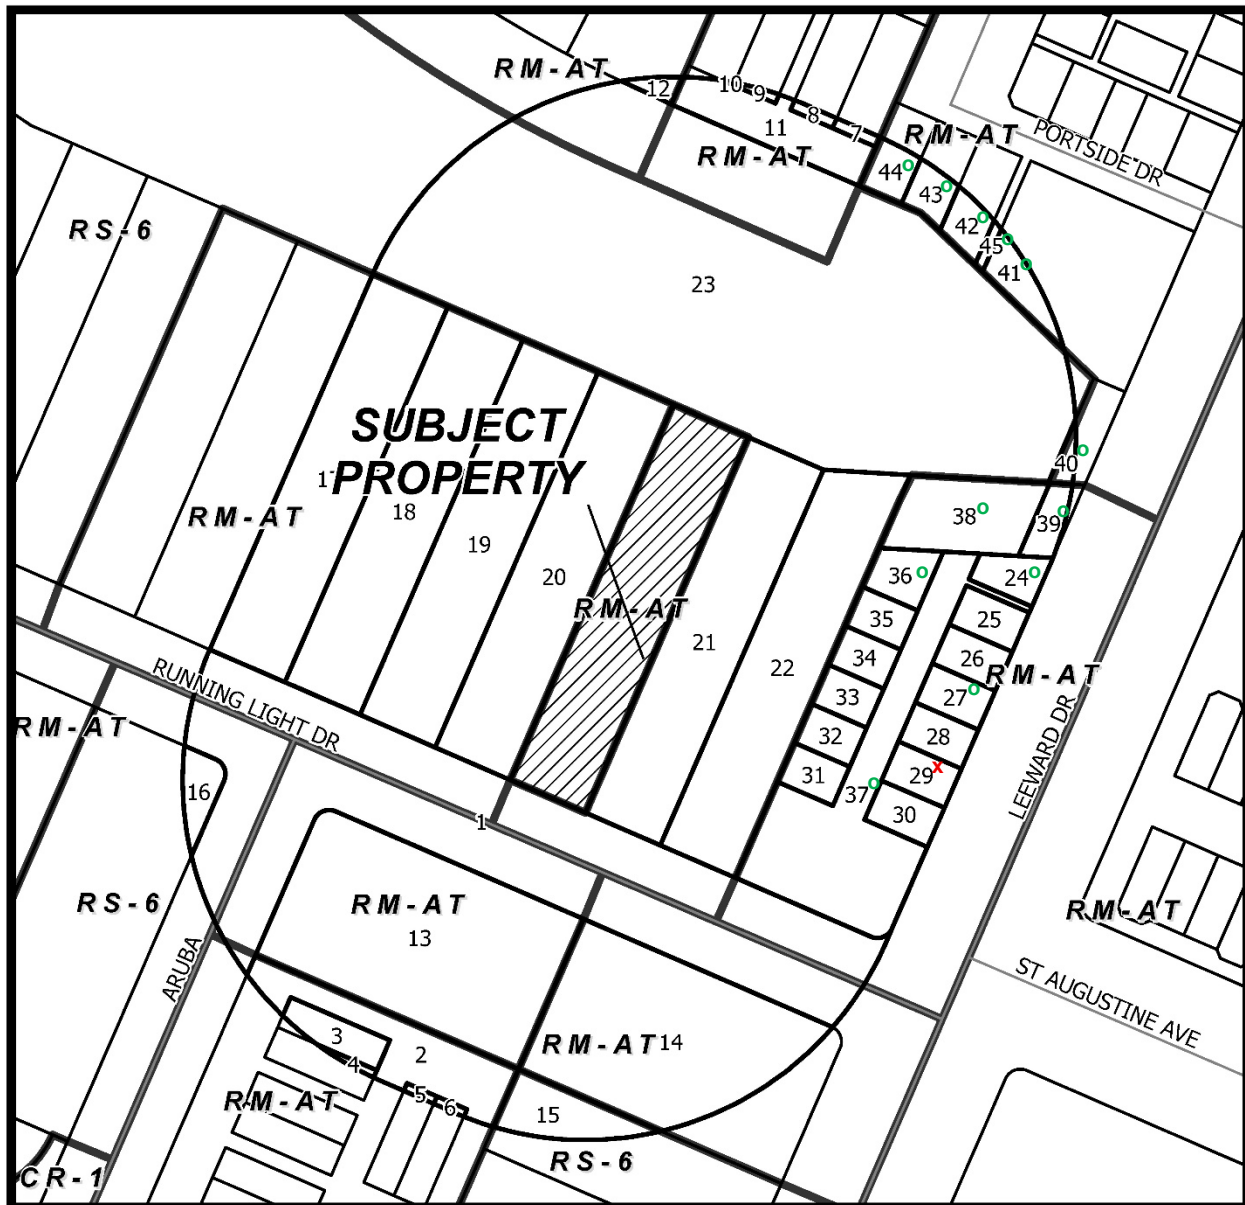 RM-AT
12
10
9
8
7
11
RM-AT
RM-AT
PORTSIDE DR
44 o
43 o
42 o
45 o
41 o
RS-6
23
SUBJECT
PROPERTY
17
18
19
20
RM-AT
RM-AT
21
22
40 o
38 o
39 o
36 o
24 o
35
25
34
26
RM-AT
33
27 o
32
28
31
29 x
37 o
30
LEEWARD DR
RUNNING LIGHT DR
RM-AT
16
1
RS-6
RM-AT
13
RM-AT
ARUBA
ST AUGUSTINE AVE
RM-AT 14
3
2
4
5
6
15
RM-AT
RS-6
CR-1